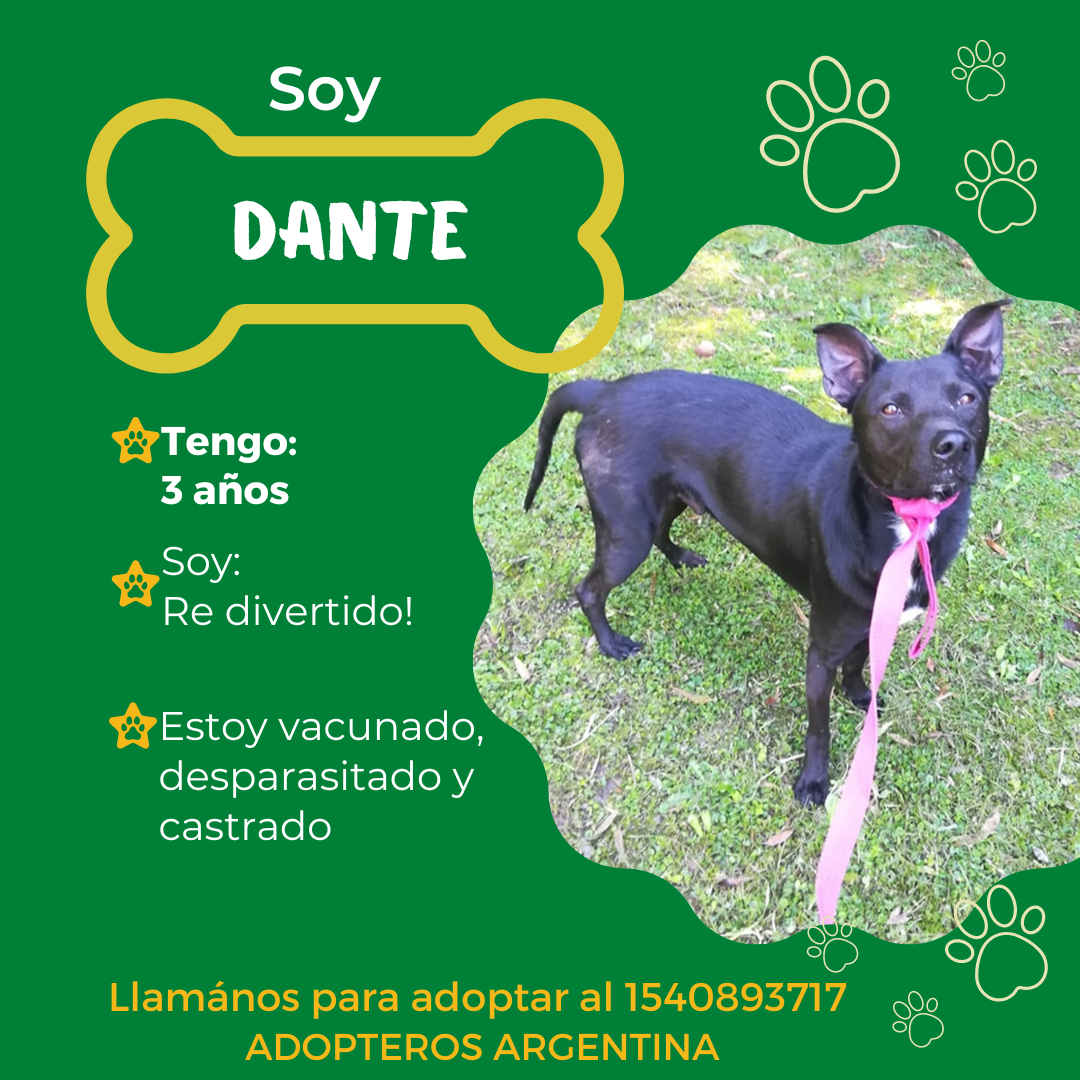 Soy
DANTE
Tengo:
3 años
Soy:
Re divertido!
Estoy vacunado,
desparasitado y
castrado
Llamános para adoptar al 1540893717
ADOPTEROS ARGENTINA